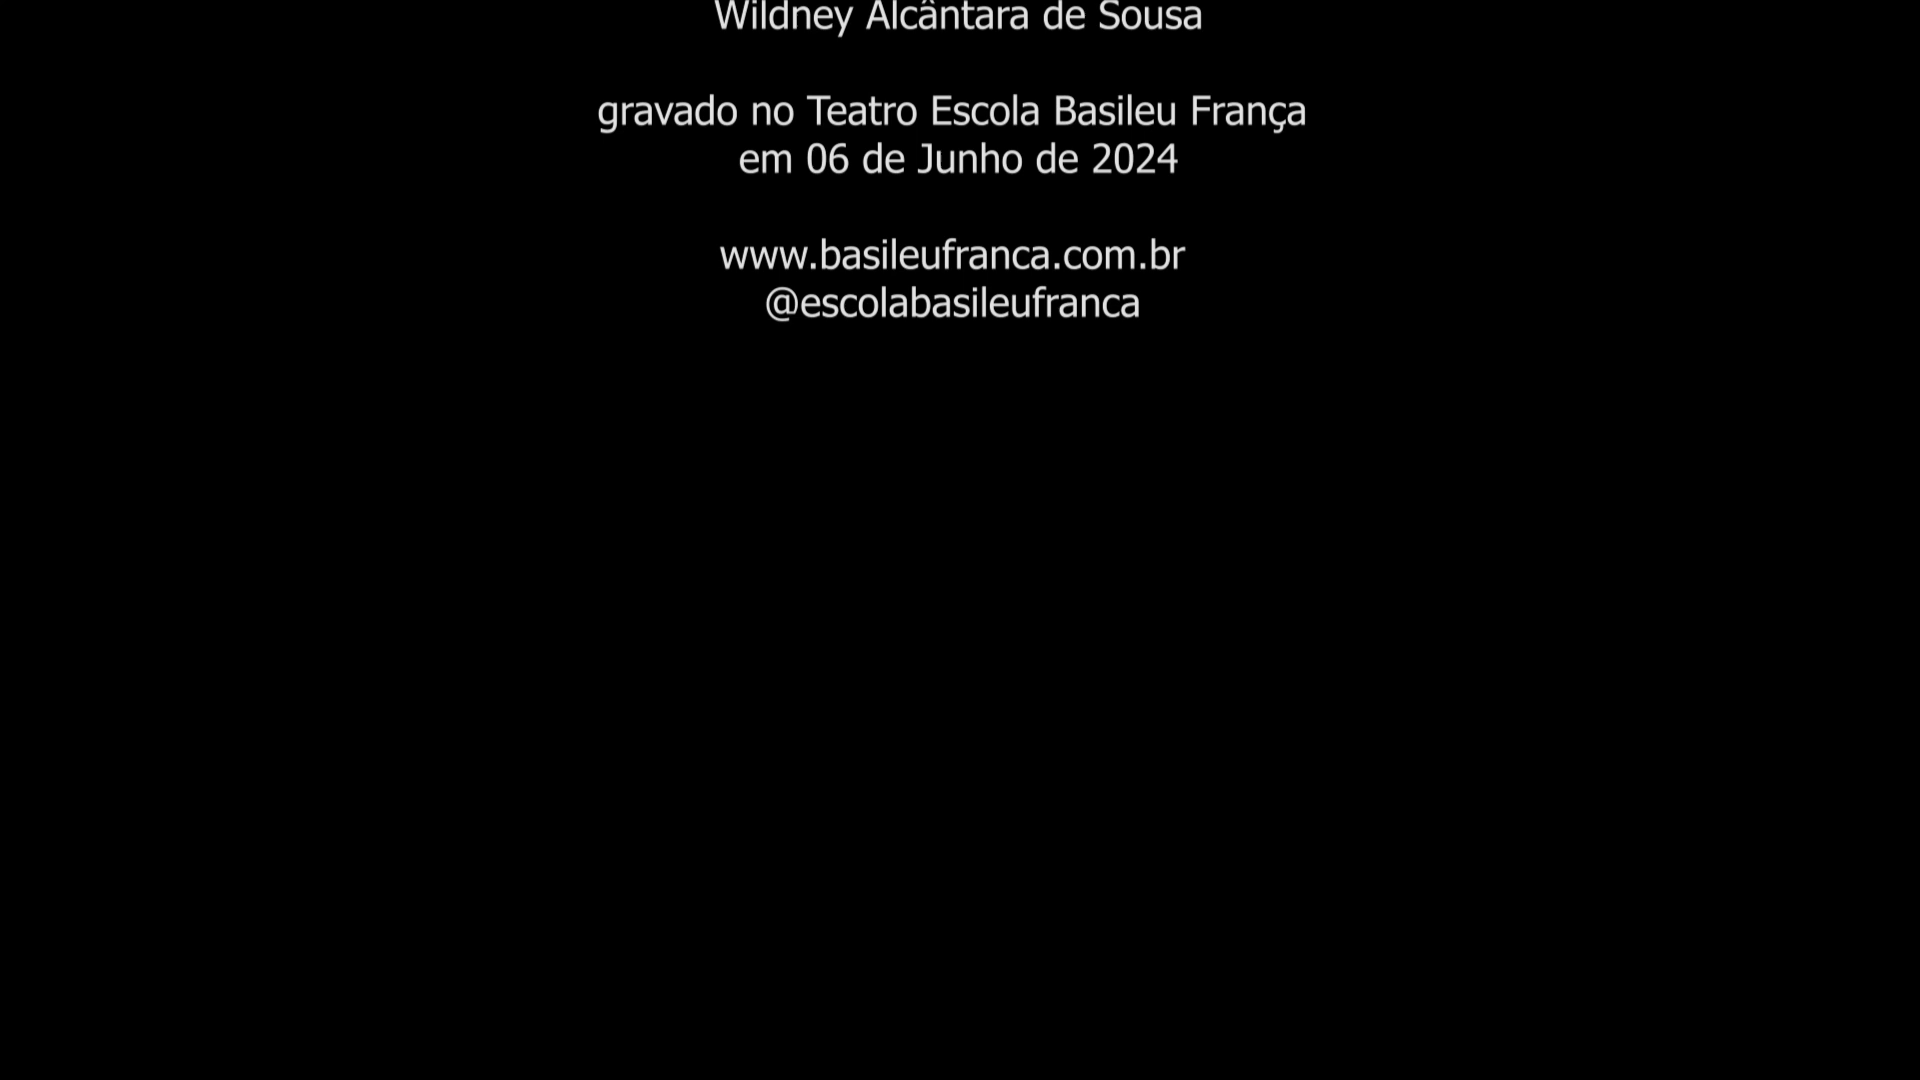 Wildney Alcântara de Sousa
gravado no Teatro Escola Basileu França
em 06 de Junho de 2024
www.basileufranca.com.br
@escolabasileufranca